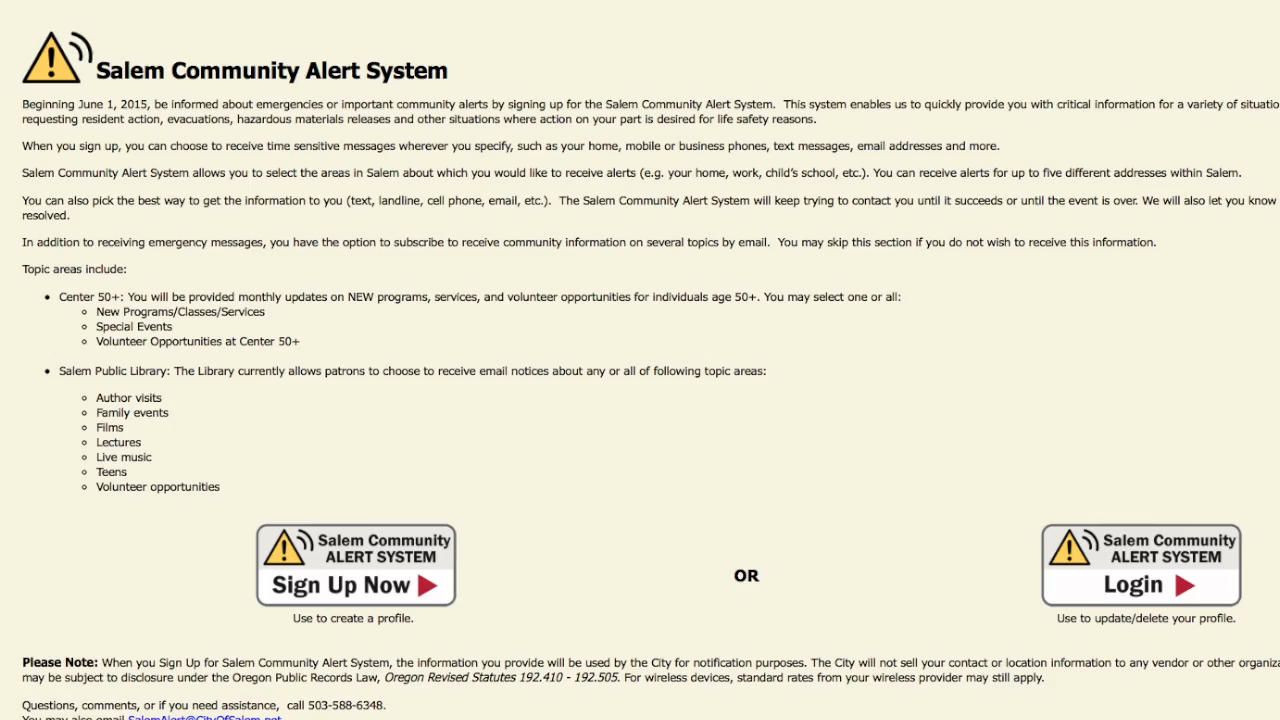 Salem Community Alert System
Beginning June 1, 2015, be informed about emergencies or important community alerts by signing up for the Salem Community Alert System. This system enables us to quickly provide you with critical information for a variety of situatio
requesting resident action, evacuations, hazardous materials releases and other situations where action on your part is desired for life safety reasons.
When you sign up, you can choose to receive time sensitive messages wherever you specify, such as your home, mobile or business phones, text messages, email addresses and more.
Salem Community Alert System allows you to select the areas in Salem about which you would like to receive alerts (e.g. your home, work, child's school, etc.). You can receive alerts for up to five different addresses within Salem.
You can also pick the best way to get the information to you (text, landline, cell phone, email, etc.). The Salem Community Alert System will keep trying to contact you until it succeeds or until the event is over. We will also let you know
resolved.
In addition to receiving emergency messages, you have the option to subscribe to receive community information on several topics by email. You may skip this section if you do not wish to receive this information.
Topic areas include:
• Center 50+: You will be provided monthly updates on NEW programs, services, and volunteer opportunities for individuals age 50+. You may select one or all:
◦ New Programs/Classes/Services
◦ Special Events
◦ Volunteer Opportunities at Center 50+
• Salem Public Library: The Library currently allows patrons to choose to receive email notices about any or all of following topic areas:
◦ Author visits
◦ Family events
◦ Films
◦ Lectures
◦ Live music
◦ Teens
◦ Volunteer opportunities
Salem Community
ALERT SYSTEM
Sign Up Now
Use to create a profile.
OR
Salem Community
ALERT SYSTEM
Login
Use to update/delete your profile.
Please Note: When you Sign Up for Salem Community Alert System, the information you provide will be used by the City for notification purposes. The City will not sell your contact or location information to any vendor or other organiza
may be subject to disclosure under the Oregon Public Records Law, Oregon Revised Statutes 192.410 - 192.505. For wireless devices, standard rates from your wireless provider may still apply.
Questions, comments, or if you need assistance, call 503-588-6348.
You may also email SalemAlert@CityOfSalem.net